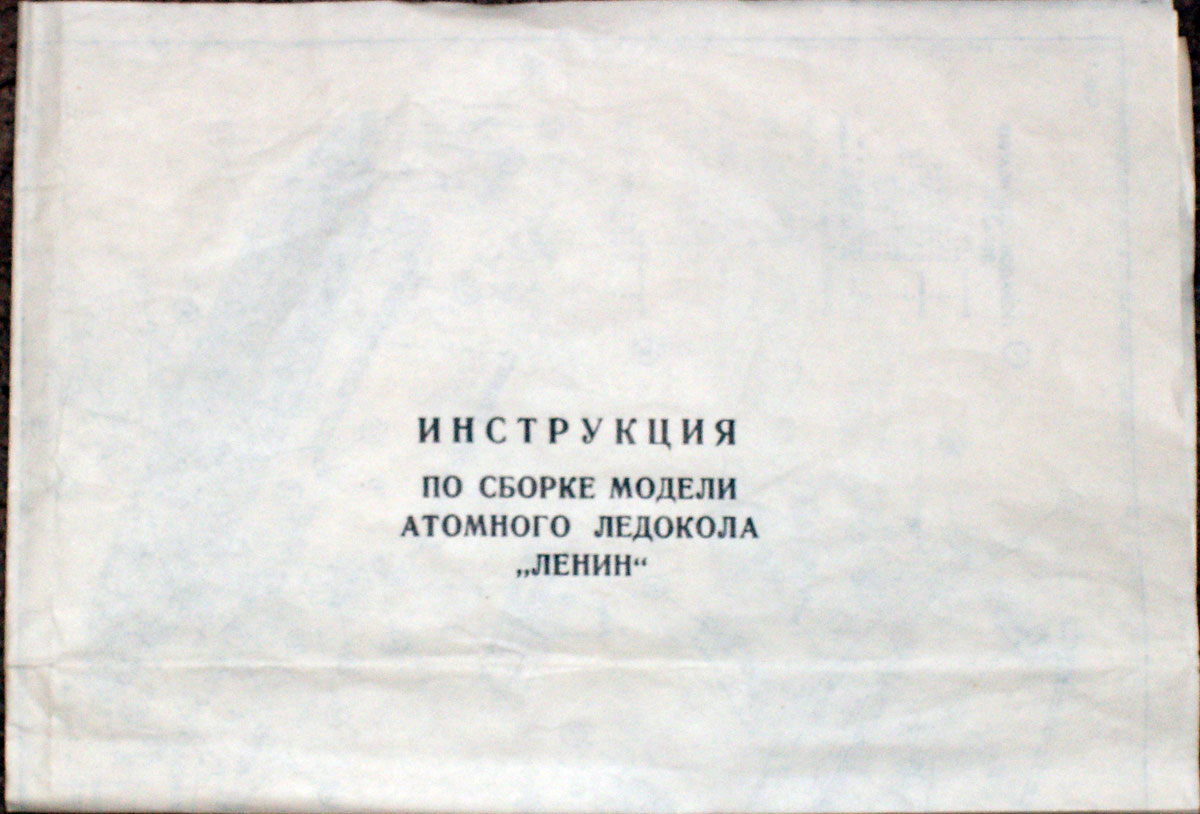 ИНСТРУКЦИЯ
ПО СБОРКЕ МОДЕЛИ
АТОМНОГО ЛЕДОКОЛА
„ЛЕНИН“